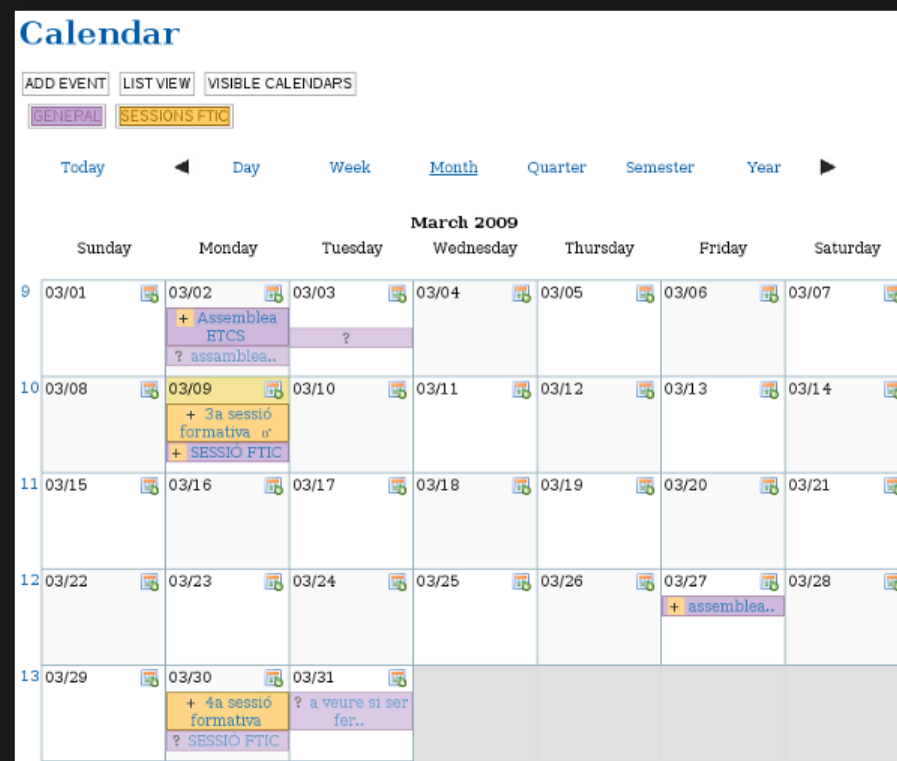 Calendar
ADD EVENT LIST VIEW VISIBLE CALENDARS
GENERAL SESSIONS FTIC
Today Day Week Month Quarter Semester Year
March 2009
Sunday Monday Tuesday Wednesday Thursday Friday Saturday
9 03/01 03/02 03/03 03/04 03/05 03/06 03/07
+ Assemblea
ETCS
?
? assamblea..
10 03/08 03/09 03/10 03/11 03/12 03/13 03/14
+ 3a sessió
formativa
+ SESSIÓ FTIC
11 03/15 03/16 03/17 03/18 03/19 03/20 03/21
12 03/22 03/23 03/24 03/25 03/26 03/27 03/28
+ assemblea..
13 03/29 03/30 03/31
+ 4a sessió
formativa
? SESSIÓ FTIC
? a veure si ser
fer..